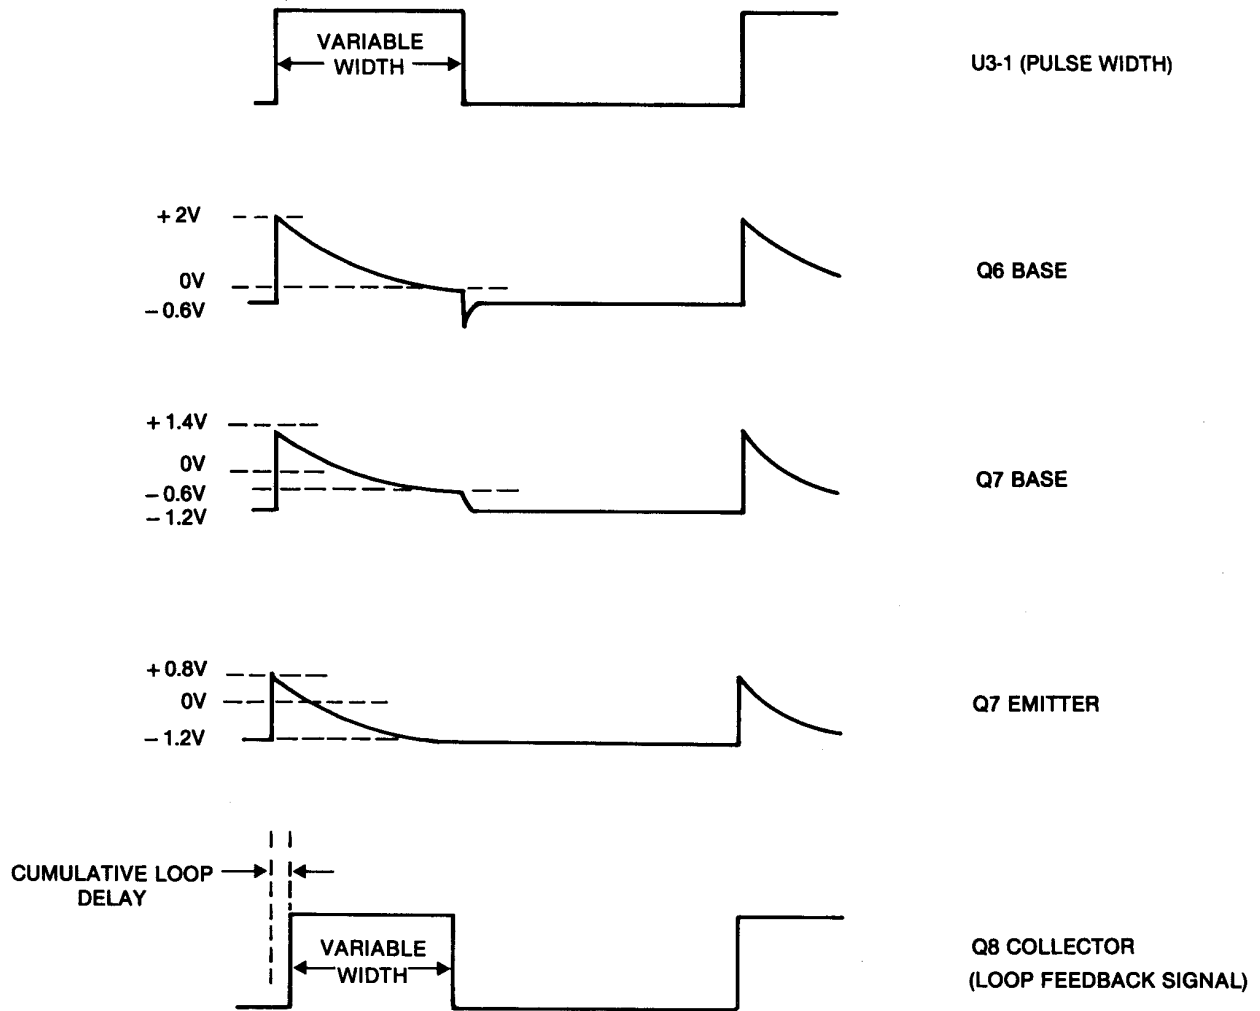 VARIABLE
WIDTH
U3-1 (PULSE WIDTH)
+ 2V
0V
– 0.6V
Q6 BASE
+ 1.4V
0V
– 0.6V
– 1.2V
Q7 BASE
+ 0.8V
0V
– 1.2V
Q7 EMITTER
CUMULATIVE LOOP
DELAY
VARIABLE
WIDTH
Q8 COLLECTOR
(LOOP FEEDBACK SIGNAL)